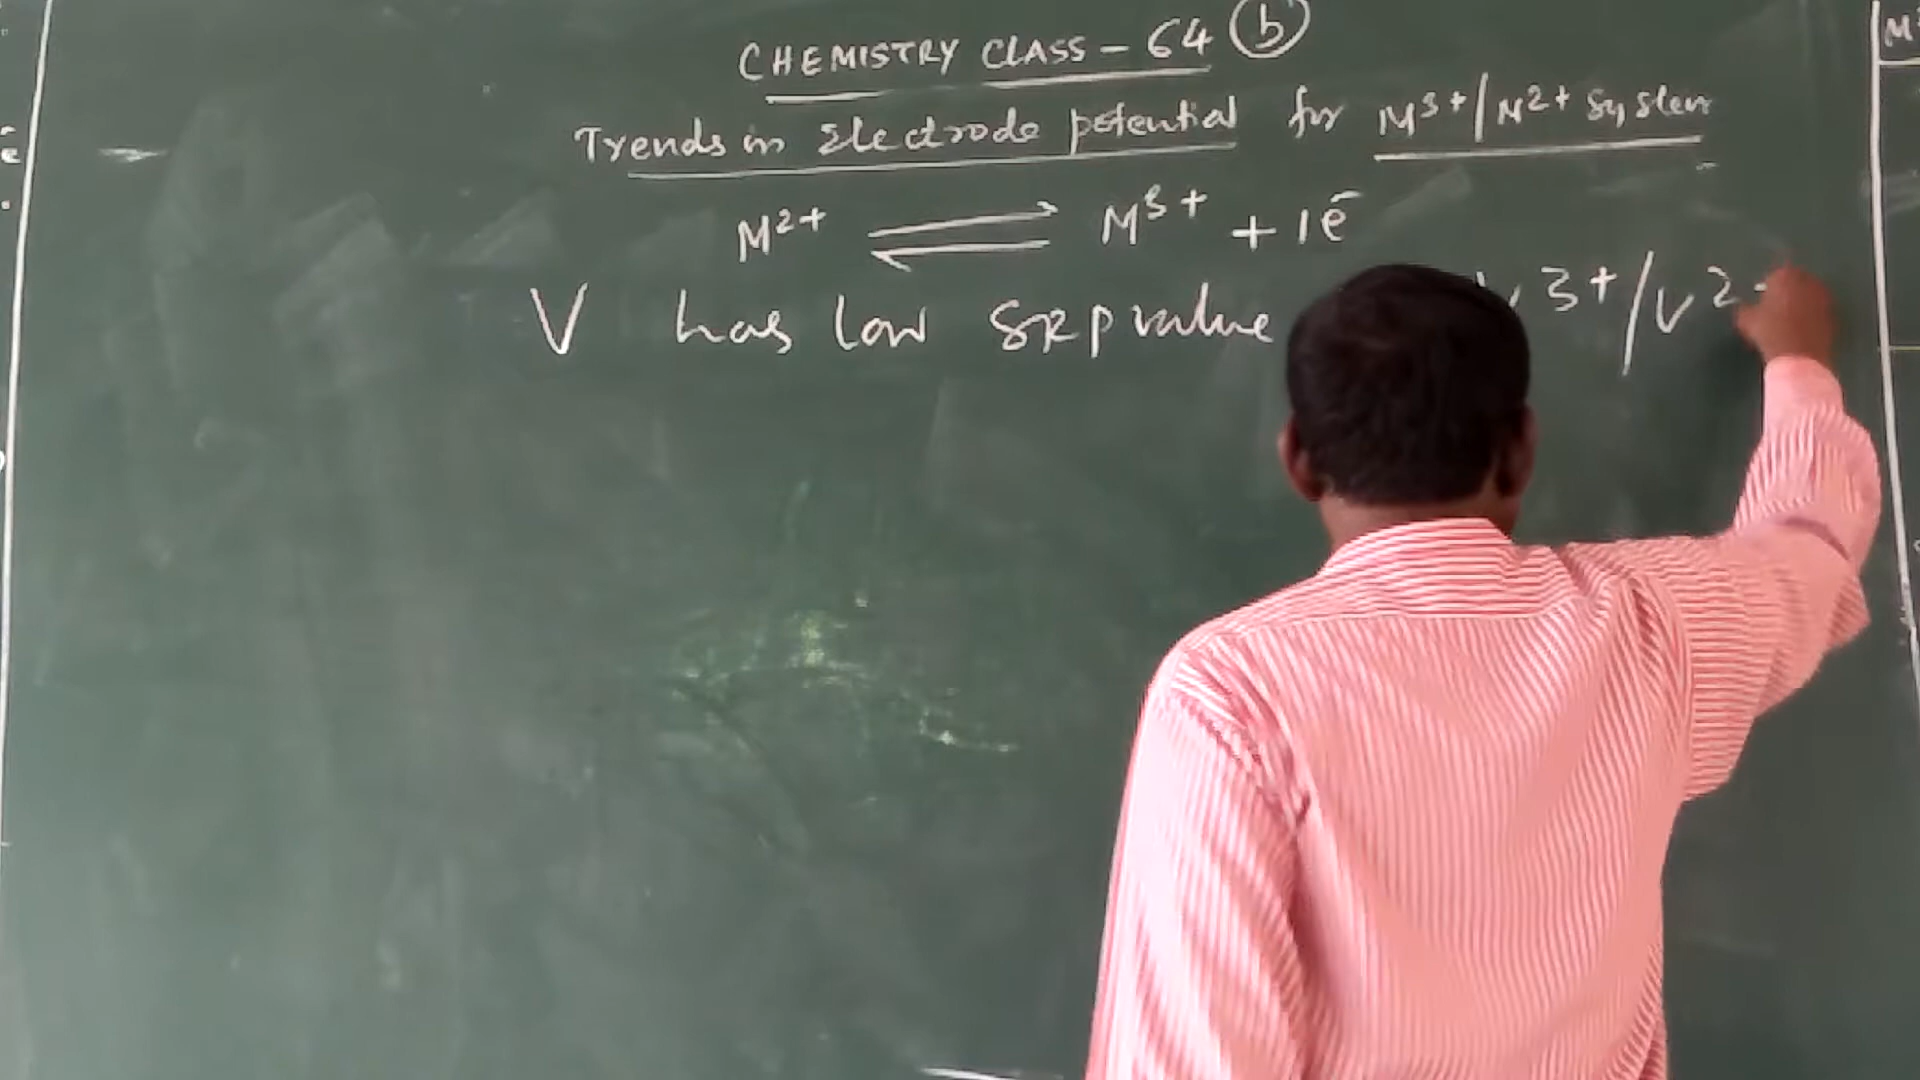 CHEMISTRY CLASS - 64 (b)
Trends in Electrode potential for M³⁺/M²⁺ System
M²⁺ ⇌ M³⁺ + 1e⁻
V has low SRP value V³⁺/V²⁺